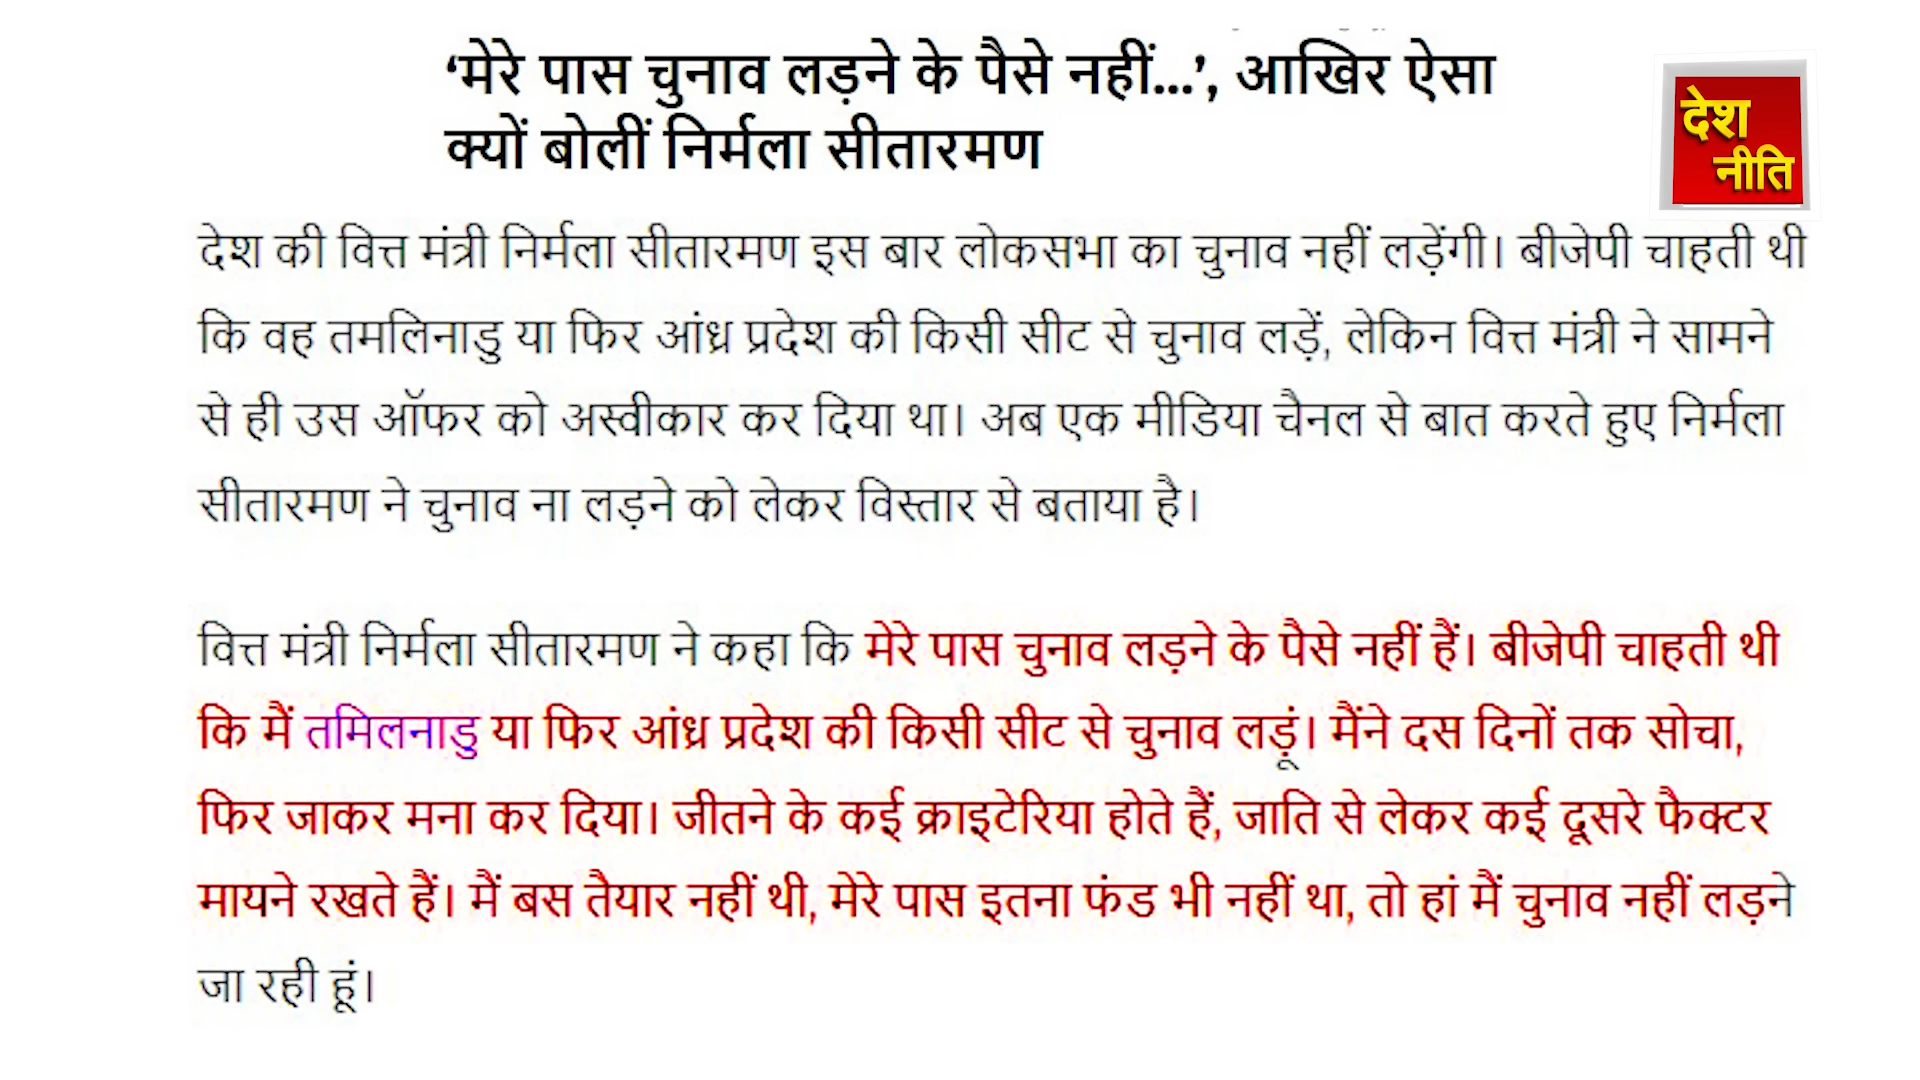 ‘मेरे पास चुनाव लड़ने के पैसे नहीं...’, आखिर ऐसा
क्यों बोलीं निर्मला सीतारमण
देश
नीति
देश की वित्त मंत्री निर्मला सीतारमण इस बार लोकसभा का चुनाव नहीं लड़ेंगी। बीजेपी चाहती थी
कि वह तमलिनाडु या फिर आंध्र प्रदेश की किसी सीट से चुनाव लड़ें, लेकिन वित्त मंत्री ने सामने
से ही उस ऑफर को अस्वीकार कर दिया था। अब एक मीडिया चैनल से बात करते हुए निर्मला
सीतारमण ने चुनाव ना लड़ने को लेकर विस्तार से बताया है।
वित्त मंत्री निर्मला सीतारमण ने कहा कि मेरे पास चुनाव लड़ने के पैसे नहीं हैं। बीजेपी चाहती थी
कि मैं तमिलनाडु या फिर आंध्र प्रदेश की किसी सीट से चुनाव लड़ूं। मैंने दस दिनों तक सोचा,
फिर जाकर मना कर दिया। जीतने के कई क्राइटेरिया होते हैं, जाति से लेकर कई दूसरे फैक्टर
मायने रखते हैं। मैं बस तैयार नहीं थी, मेरे पास इतना फंड भी नहीं था, तो हां मैं चुनाव नहीं लड़ने
जा रही हूं।